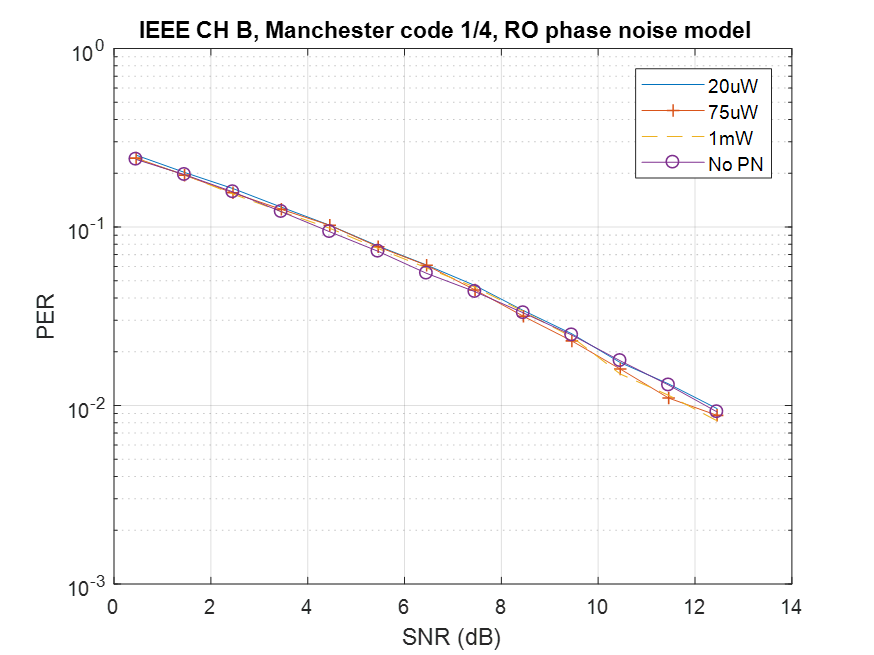 IEEE CH B, Manchester code 1/4, RO phase noise model
10^0
10^-1
10^-2
10^-3
PER
20uW
75uW
1mW
No PN
0 2 4 6 8 10 12 14
SNR (dB)